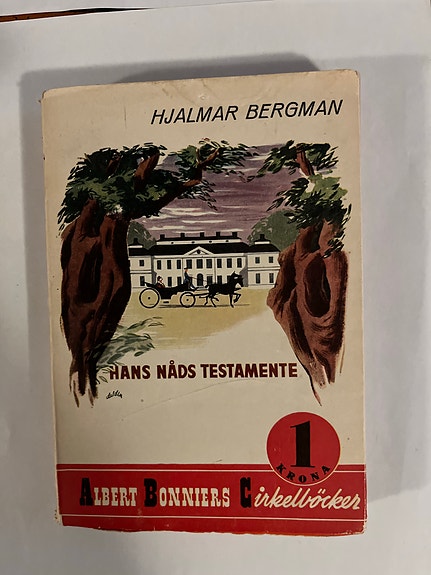 HJALMAR BERGMAN
HANS NÅDS TESTAMENTE
1
KRONA
ALBERT BONNIERS Cirkelböcker